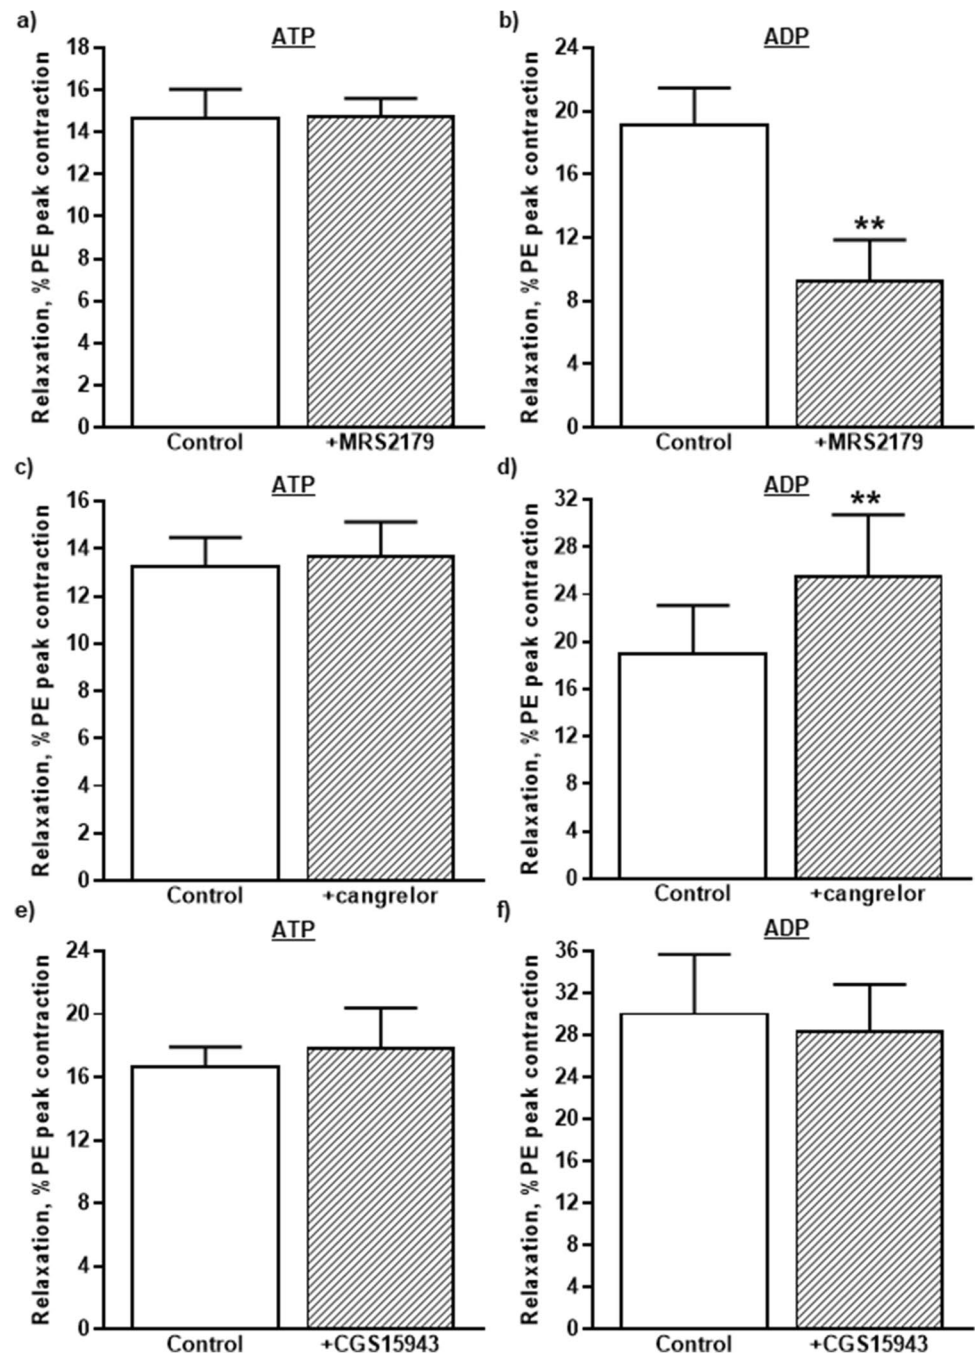 a)
ATP
Relaxation, % PE peak contraction
18
16
14
12
10
8
6
4
2
0
Control
+MRS2179
b)
ADP
Relaxation, % PE peak contraction
24
20
16
12
8
4
0
**
Control
+MRS2179
c)
ATP
Relaxation, % PE peak contraction
16
14
12
10
8
6
4
2
0
Control
+cangrelor
d)
ADP
Relaxation, % PE peak contraction
32
28
24
20
16
12
8
4
0
**
Control
+cangrelor
e)
ATP
Relaxation, % PE peak contraction
24
20
16
12
8
4
0
Control
+CGS15943
f)
ADP
Relaxation, % PE peak contraction
36
32
28
24
20
16
12
8
4
0
Control
+CGS15943